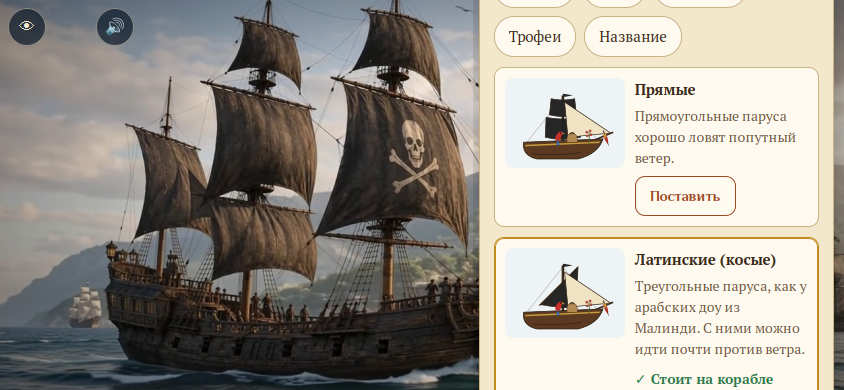 Трофеи
Название
Прямые
Прямоугольные паруса
хорошо ловят попутный
ветер.
Поставить
Латинские (косые)
Треугольные паруса, как у
арабских доу из
Малинди. С ними можно
идти почти против ветра.
✓ Стоит на корабле